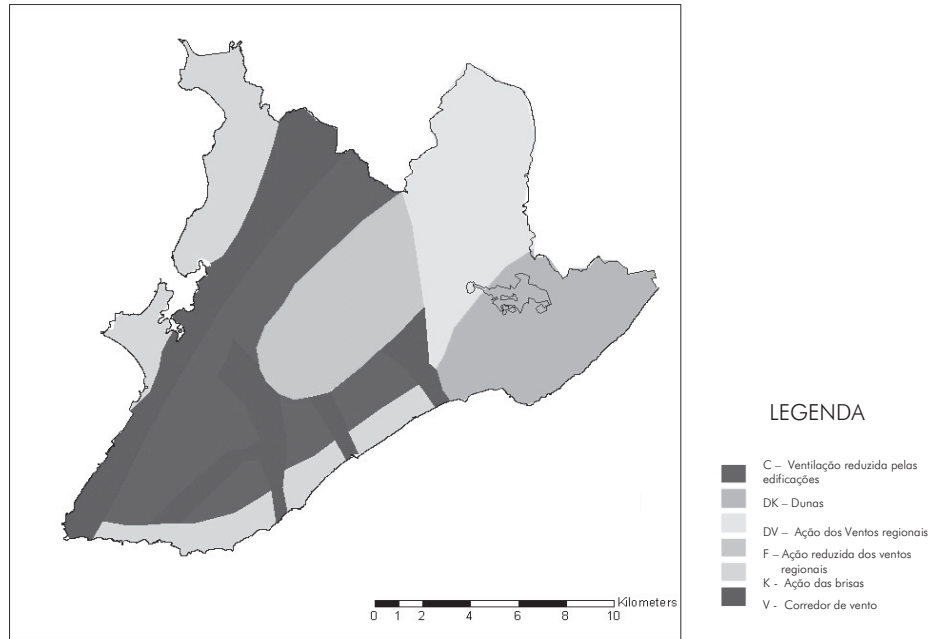 LEGENDA
C – Ventilação reduzida pelas
edificações
DK – Dunas
DV – Ação dos Ventos regionais
F – Ação reduzida dos ventos
regionais
K - Ação das brisas
V - Corredor de vento
Kilometers
0 1 2 4 6 8 10